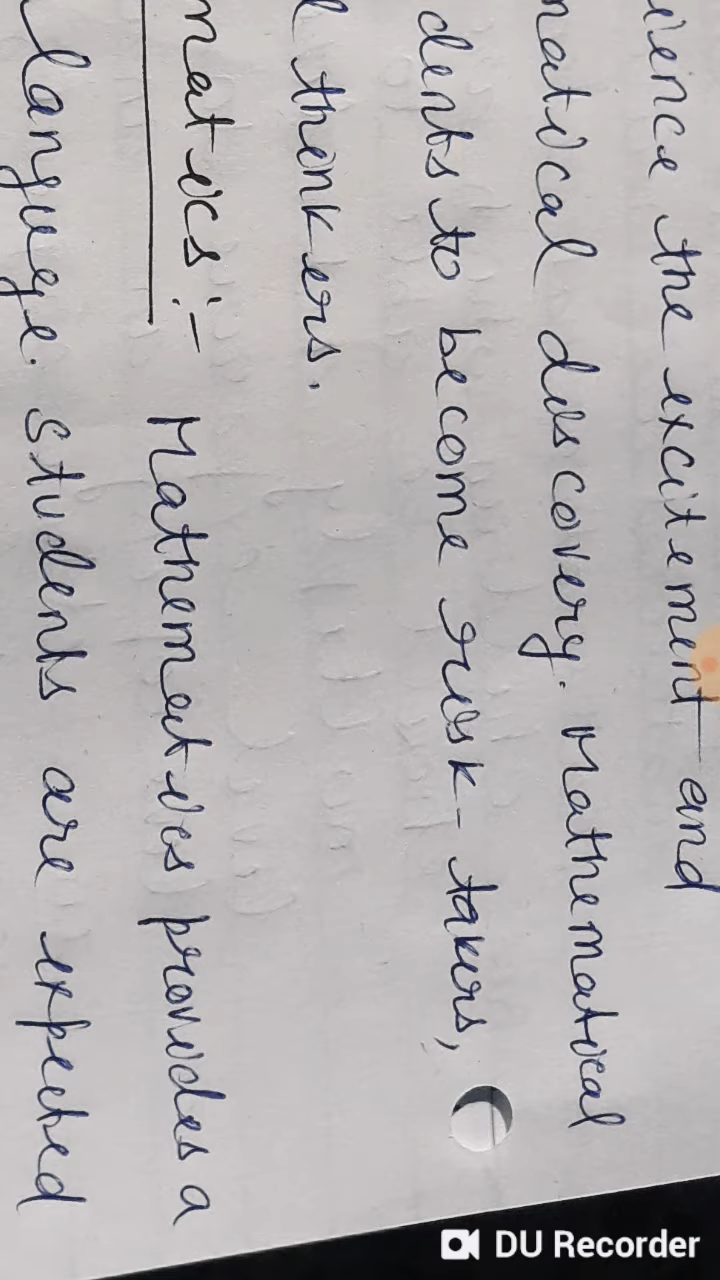 ience the excitement and
matical discovery. Mathematical
dents to become risk-takers,
thinkers.
matics :- Mathematics provides a
language. Students are expected
DU Recorder